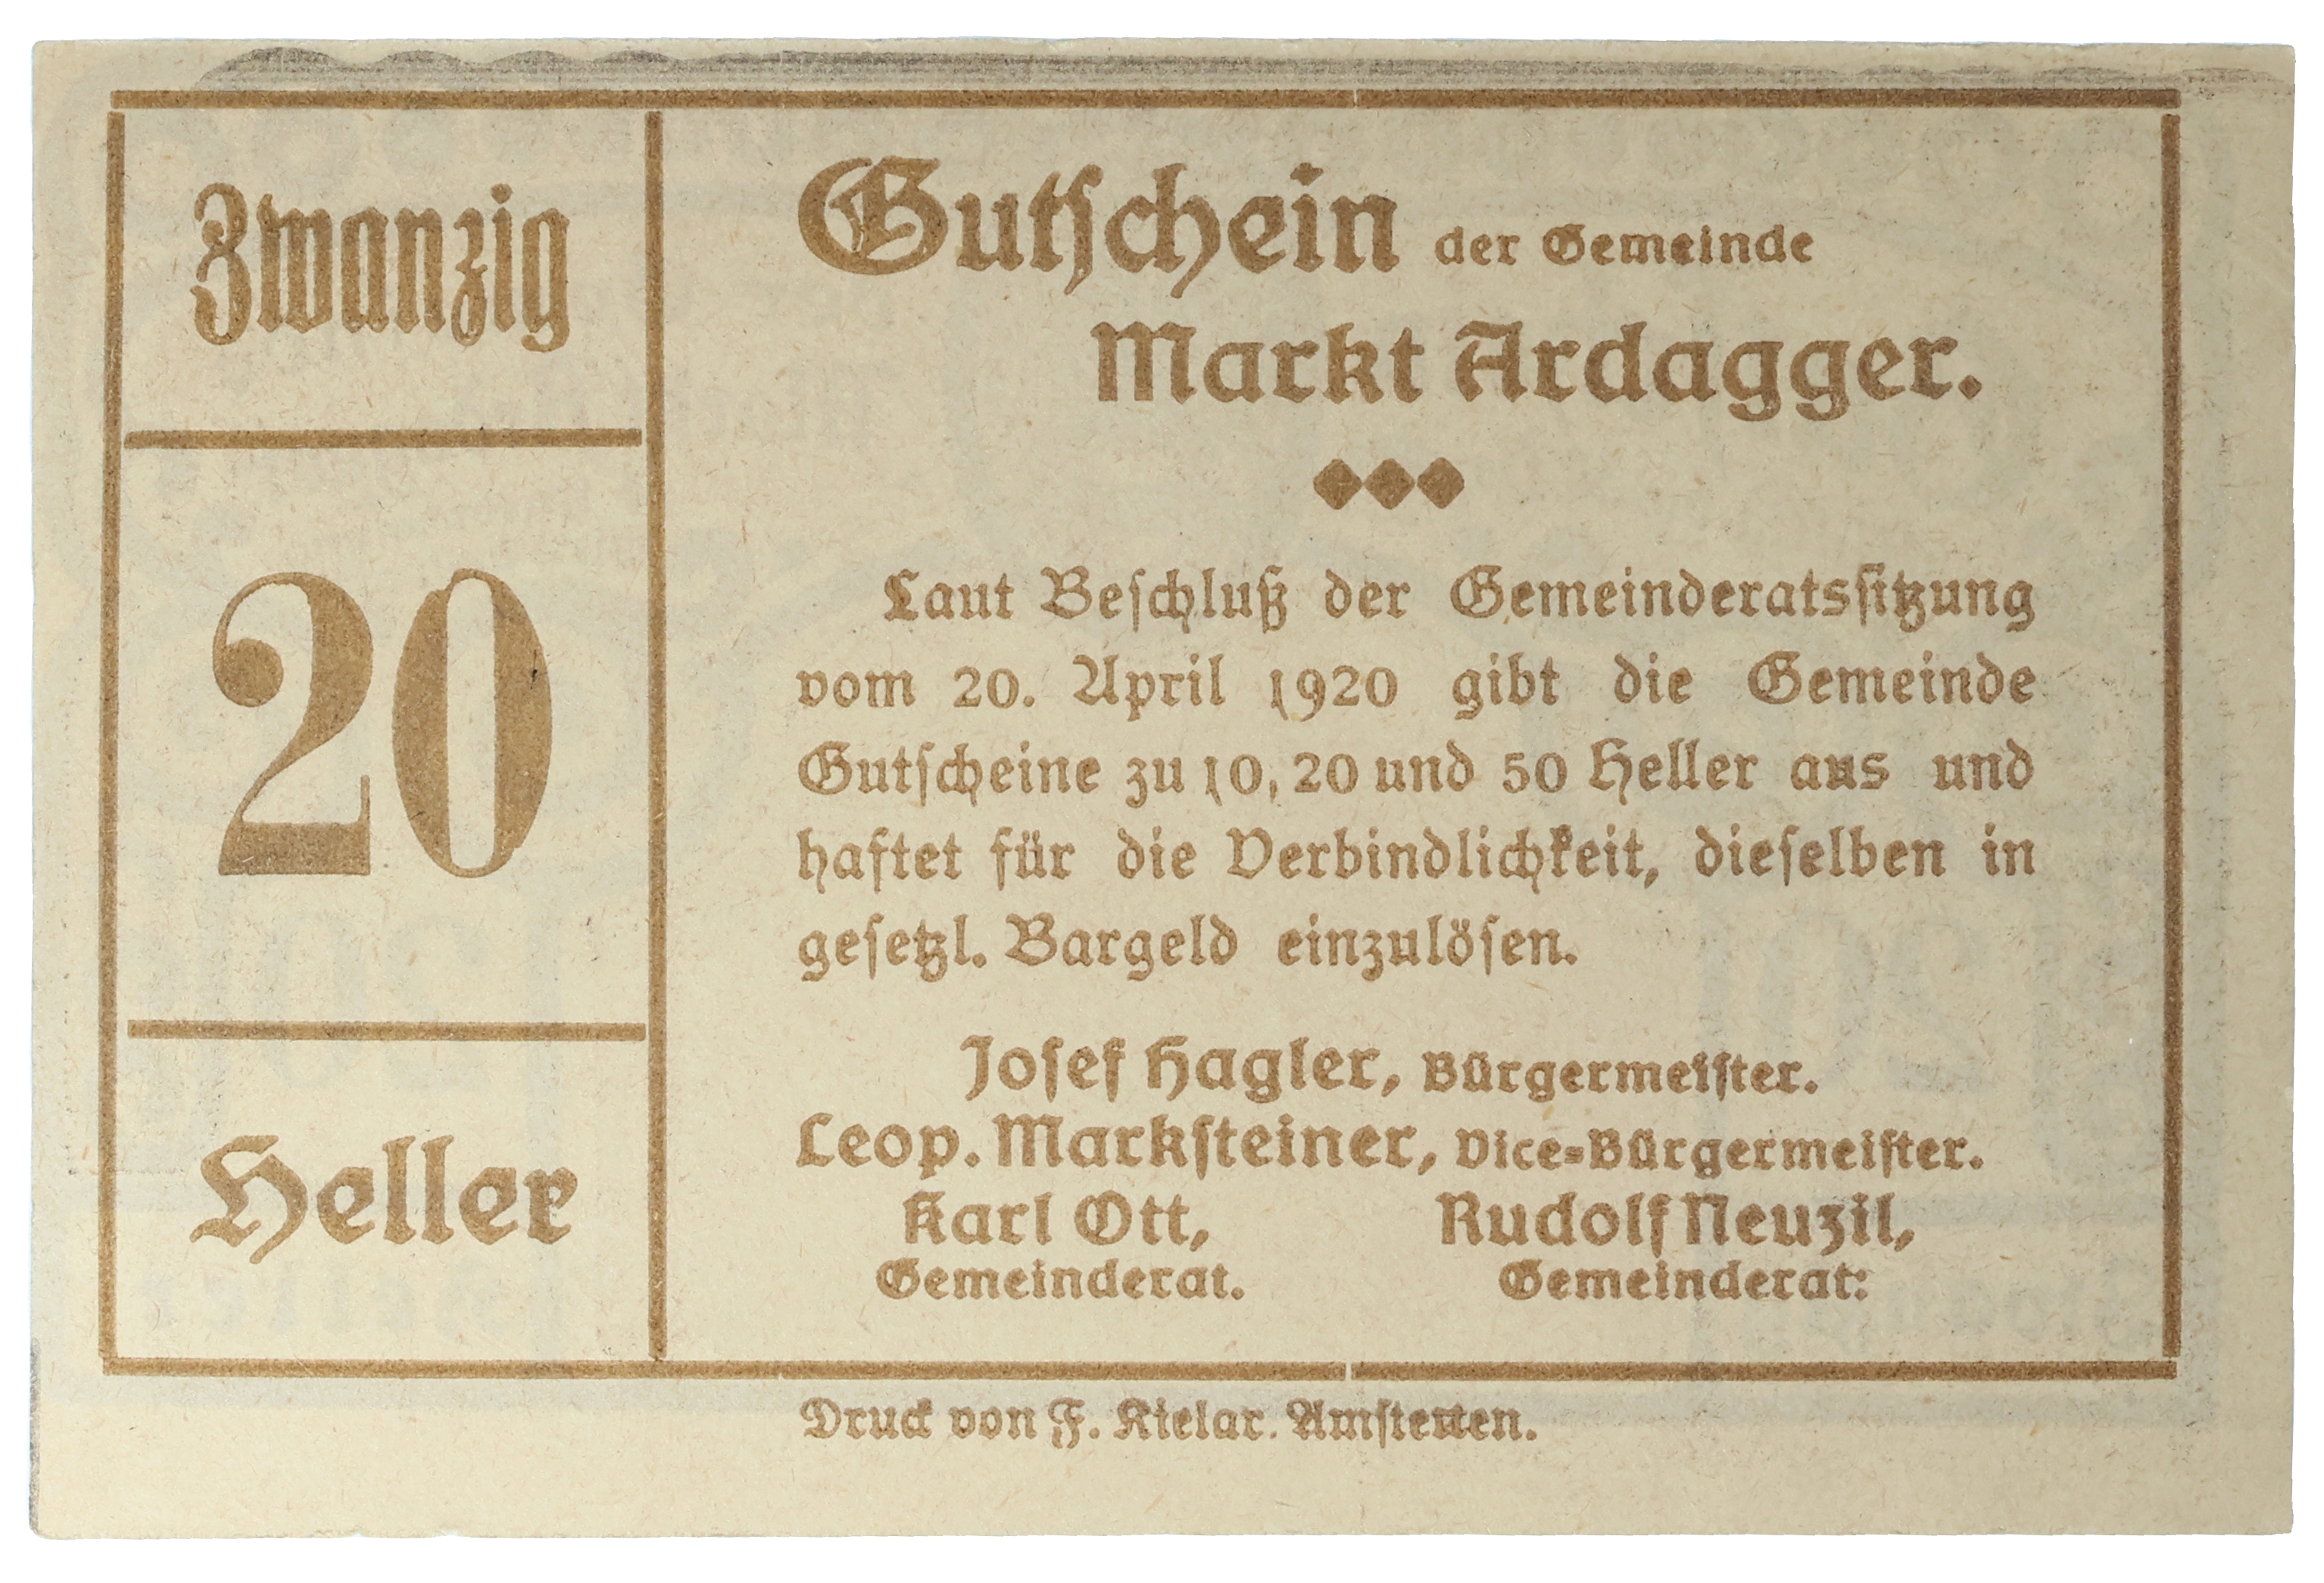 Zwanzig
20
Heller
Gutschein der Gemeinde
Markt Ardagger.
Laut Beschluß der Gemeinderatssitzung
vom 20. April 1920 gibt die Gemeinde
Gutscheine zu 10, 20 und 50 Heller aus und
haftet für die Verbindlichkeit, dieselben in
gesetzl. Bargeld einzulösen.
Josef Hagler, Bürgermeister.
Leop. Marksteiner, Vice-Bürgermeister.
Karl Ott, Rudolf Neuzil,
Gemeinderat. Gemeinderat:
Druck von F. Kielar. Amstetten.